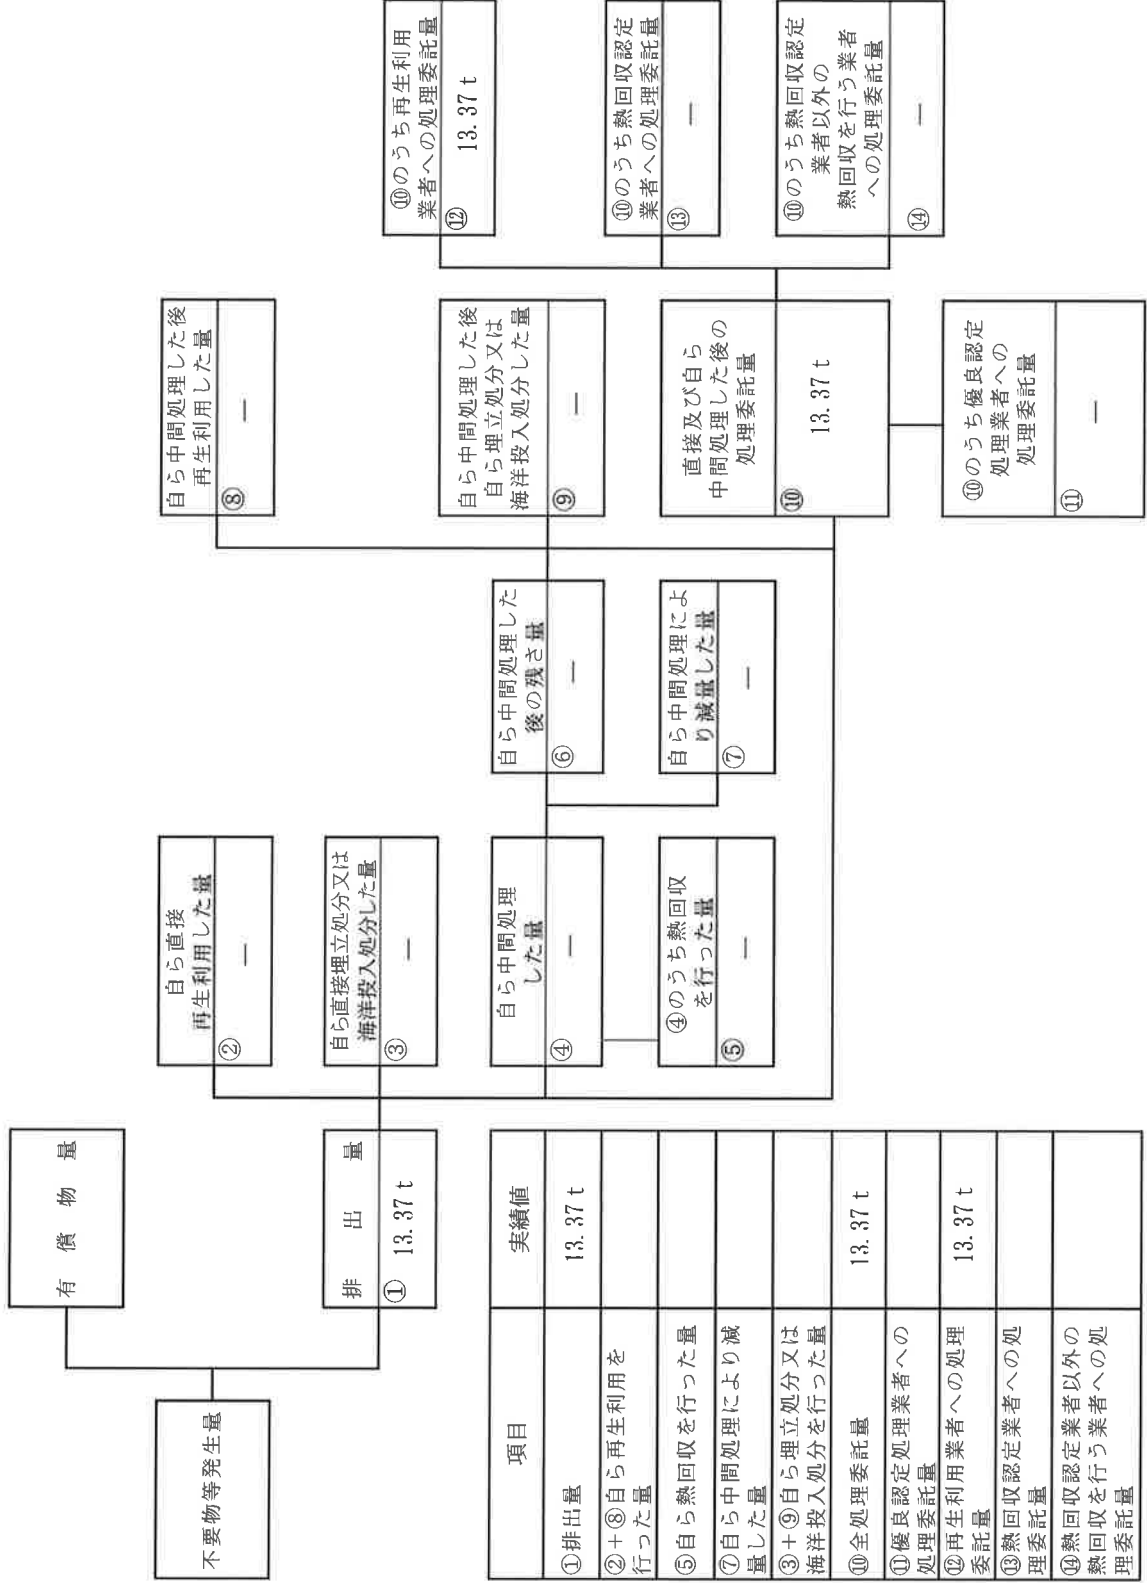 不要物等発生量
有償物量
排出量
① 13.37 t
自ら直接
再生利用した量
② ―
自ら直接埋立処分又は
海洋投入処分した量
③ ―
自ら中間処理
した量
④ ―
④のうち熱回収
を行った量
⑤ ―
自ら中間処理した
後の残さ量
⑥ ―
自ら中間処理によ
り減量した量
⑦ ―
自ら中間処理した後
再生利用した量
⑧ ―
自ら中間処理した後
自ら埋立処分又は
海洋投入処分した量
⑨ ―
直接及び自ら
中間処理した後の
処理委託量
⑩ 13.37 t
⑩のうち優良認定
処理業者への
処理委託量
⑪ ―
⑩のうち再生利用
業者への処理委託量
⑫ 13.37 t
⑩のうち熱回収認定
業者への処理委託量
⑬ ―
⑩のうち熱回収認定
業者以外の
熱回収を行う業者
への処理委託量
⑭ ―
項目 実績値
①排出量 13.37 t
②+⑧自ら再生利用を
行った量
⑤自ら熱回収を行った量
⑦自ら中間処理により減
量した量
③+⑨自ら埋立処分又は
海洋投入処分を行った量
⑩全処理委託量 13.37 t
⑪優良認定処理業者への
処理委託量
⑫再生利用業者への処理
委託量 13.37 t
⑬熱回収認定業者への処
理委託量
⑭熱回収認定業者以外の
熱回収を行う業者への処
理委託量